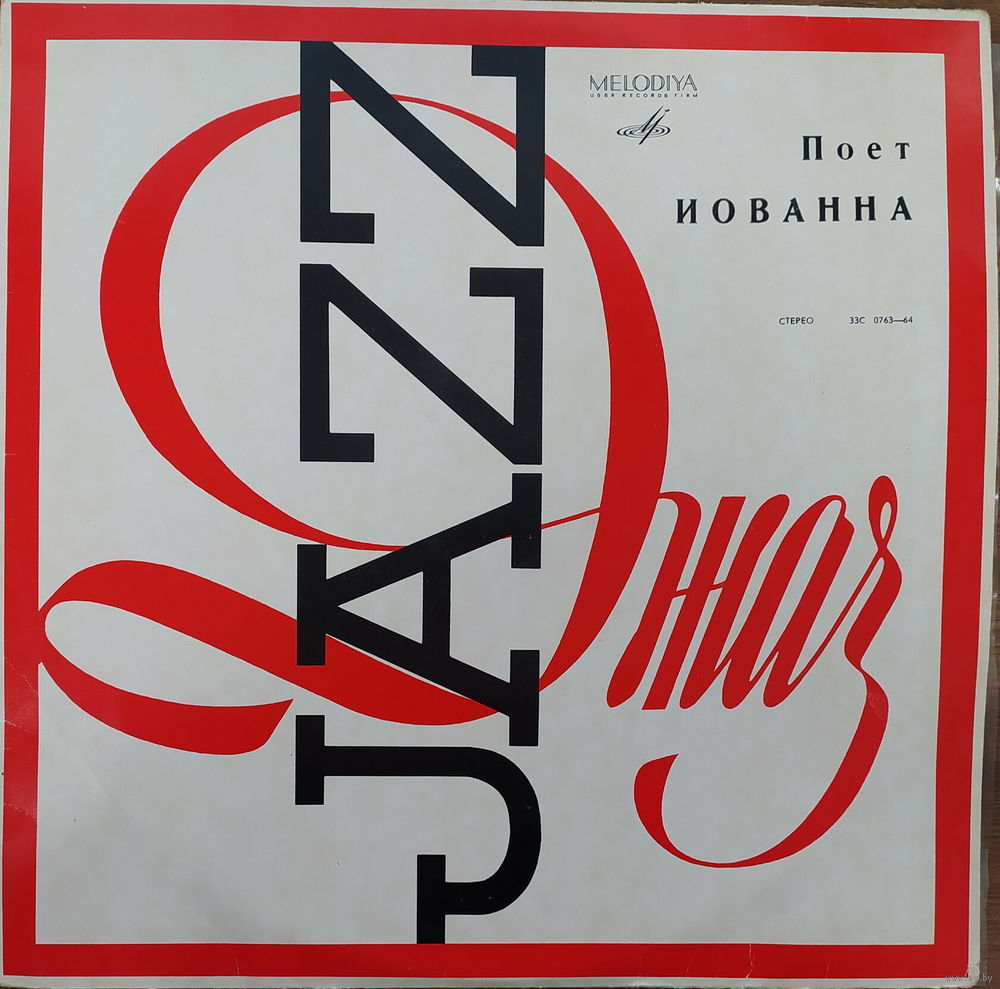 MELODIYA
USSR RECORDS FIRM
Поет
ИОВАННА
СТЕРЕО 33С 0763—64
JAZZ
Джаз